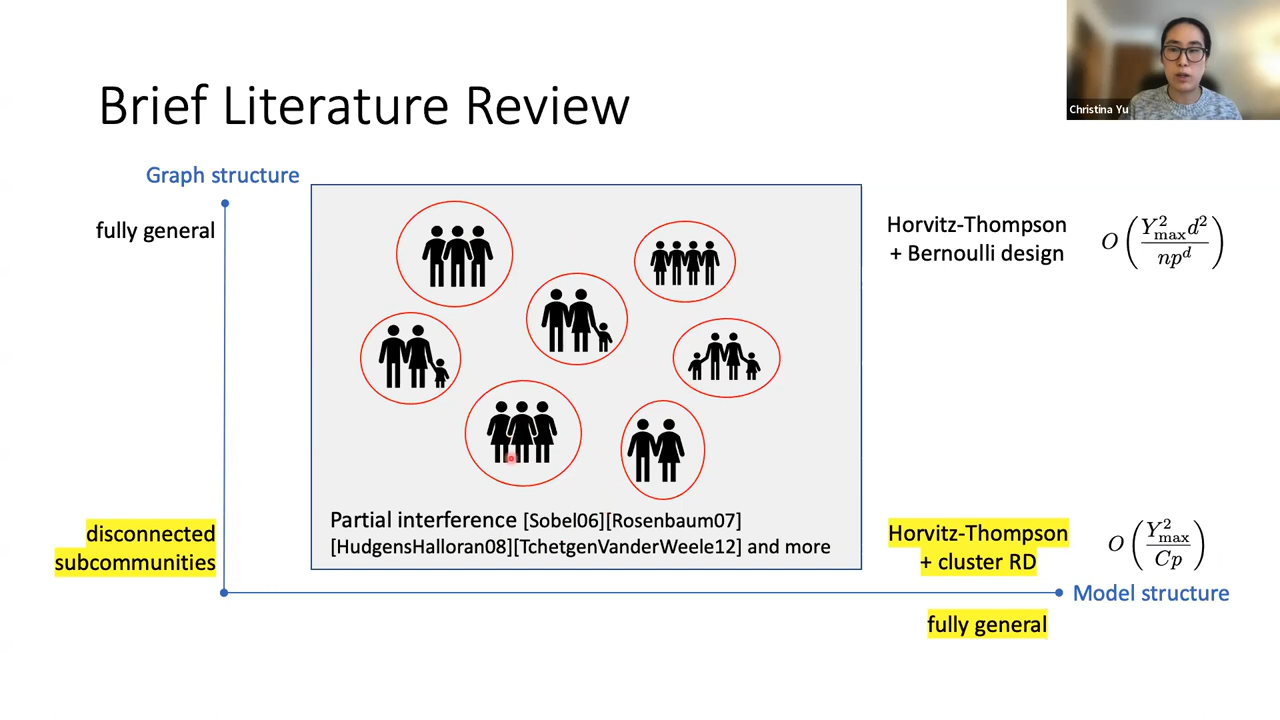 Christina Yu
Brief Literature Review
Graph structure
fully general
Horvitz-Thompson
+ Bernoulli design
O(Y²max d² / np^d)
Partial interference [Sobel06][Rosenbaum07]
[HudgensHalloran08][TchetgenVanderWeele12] and more
disconnected
subcommunities
Horvitz-Thompson
+ cluster RD
O(Y²max / Cp)
Model structure
fully general